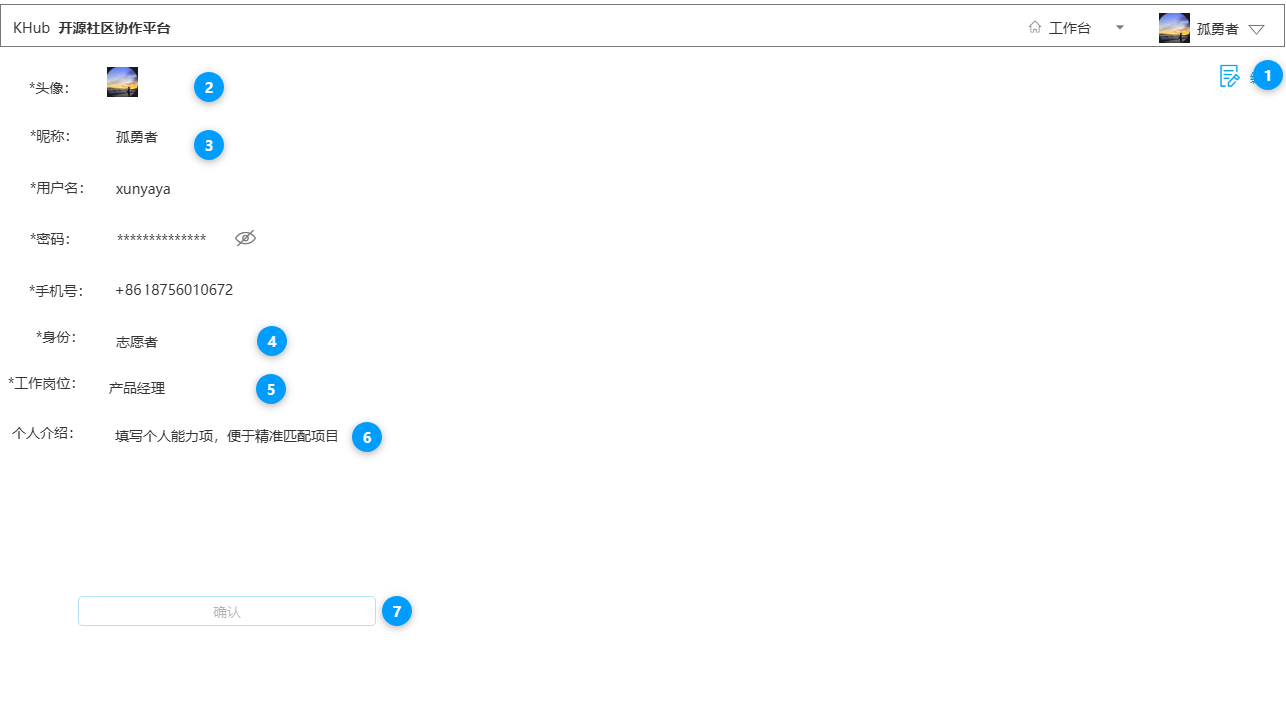 KHub 开源社区协作平台 工作台 孤勇者
*头像： 2 1
*昵称： 孤勇者 3
*用户名： xunyaya
*密码： **************
*手机号： +8618756010672
*身份： 志愿者 4
*工作岗位： 产品经理 5
个人介绍： 填写个人能力项，便于精准匹配项目 6
确认 7